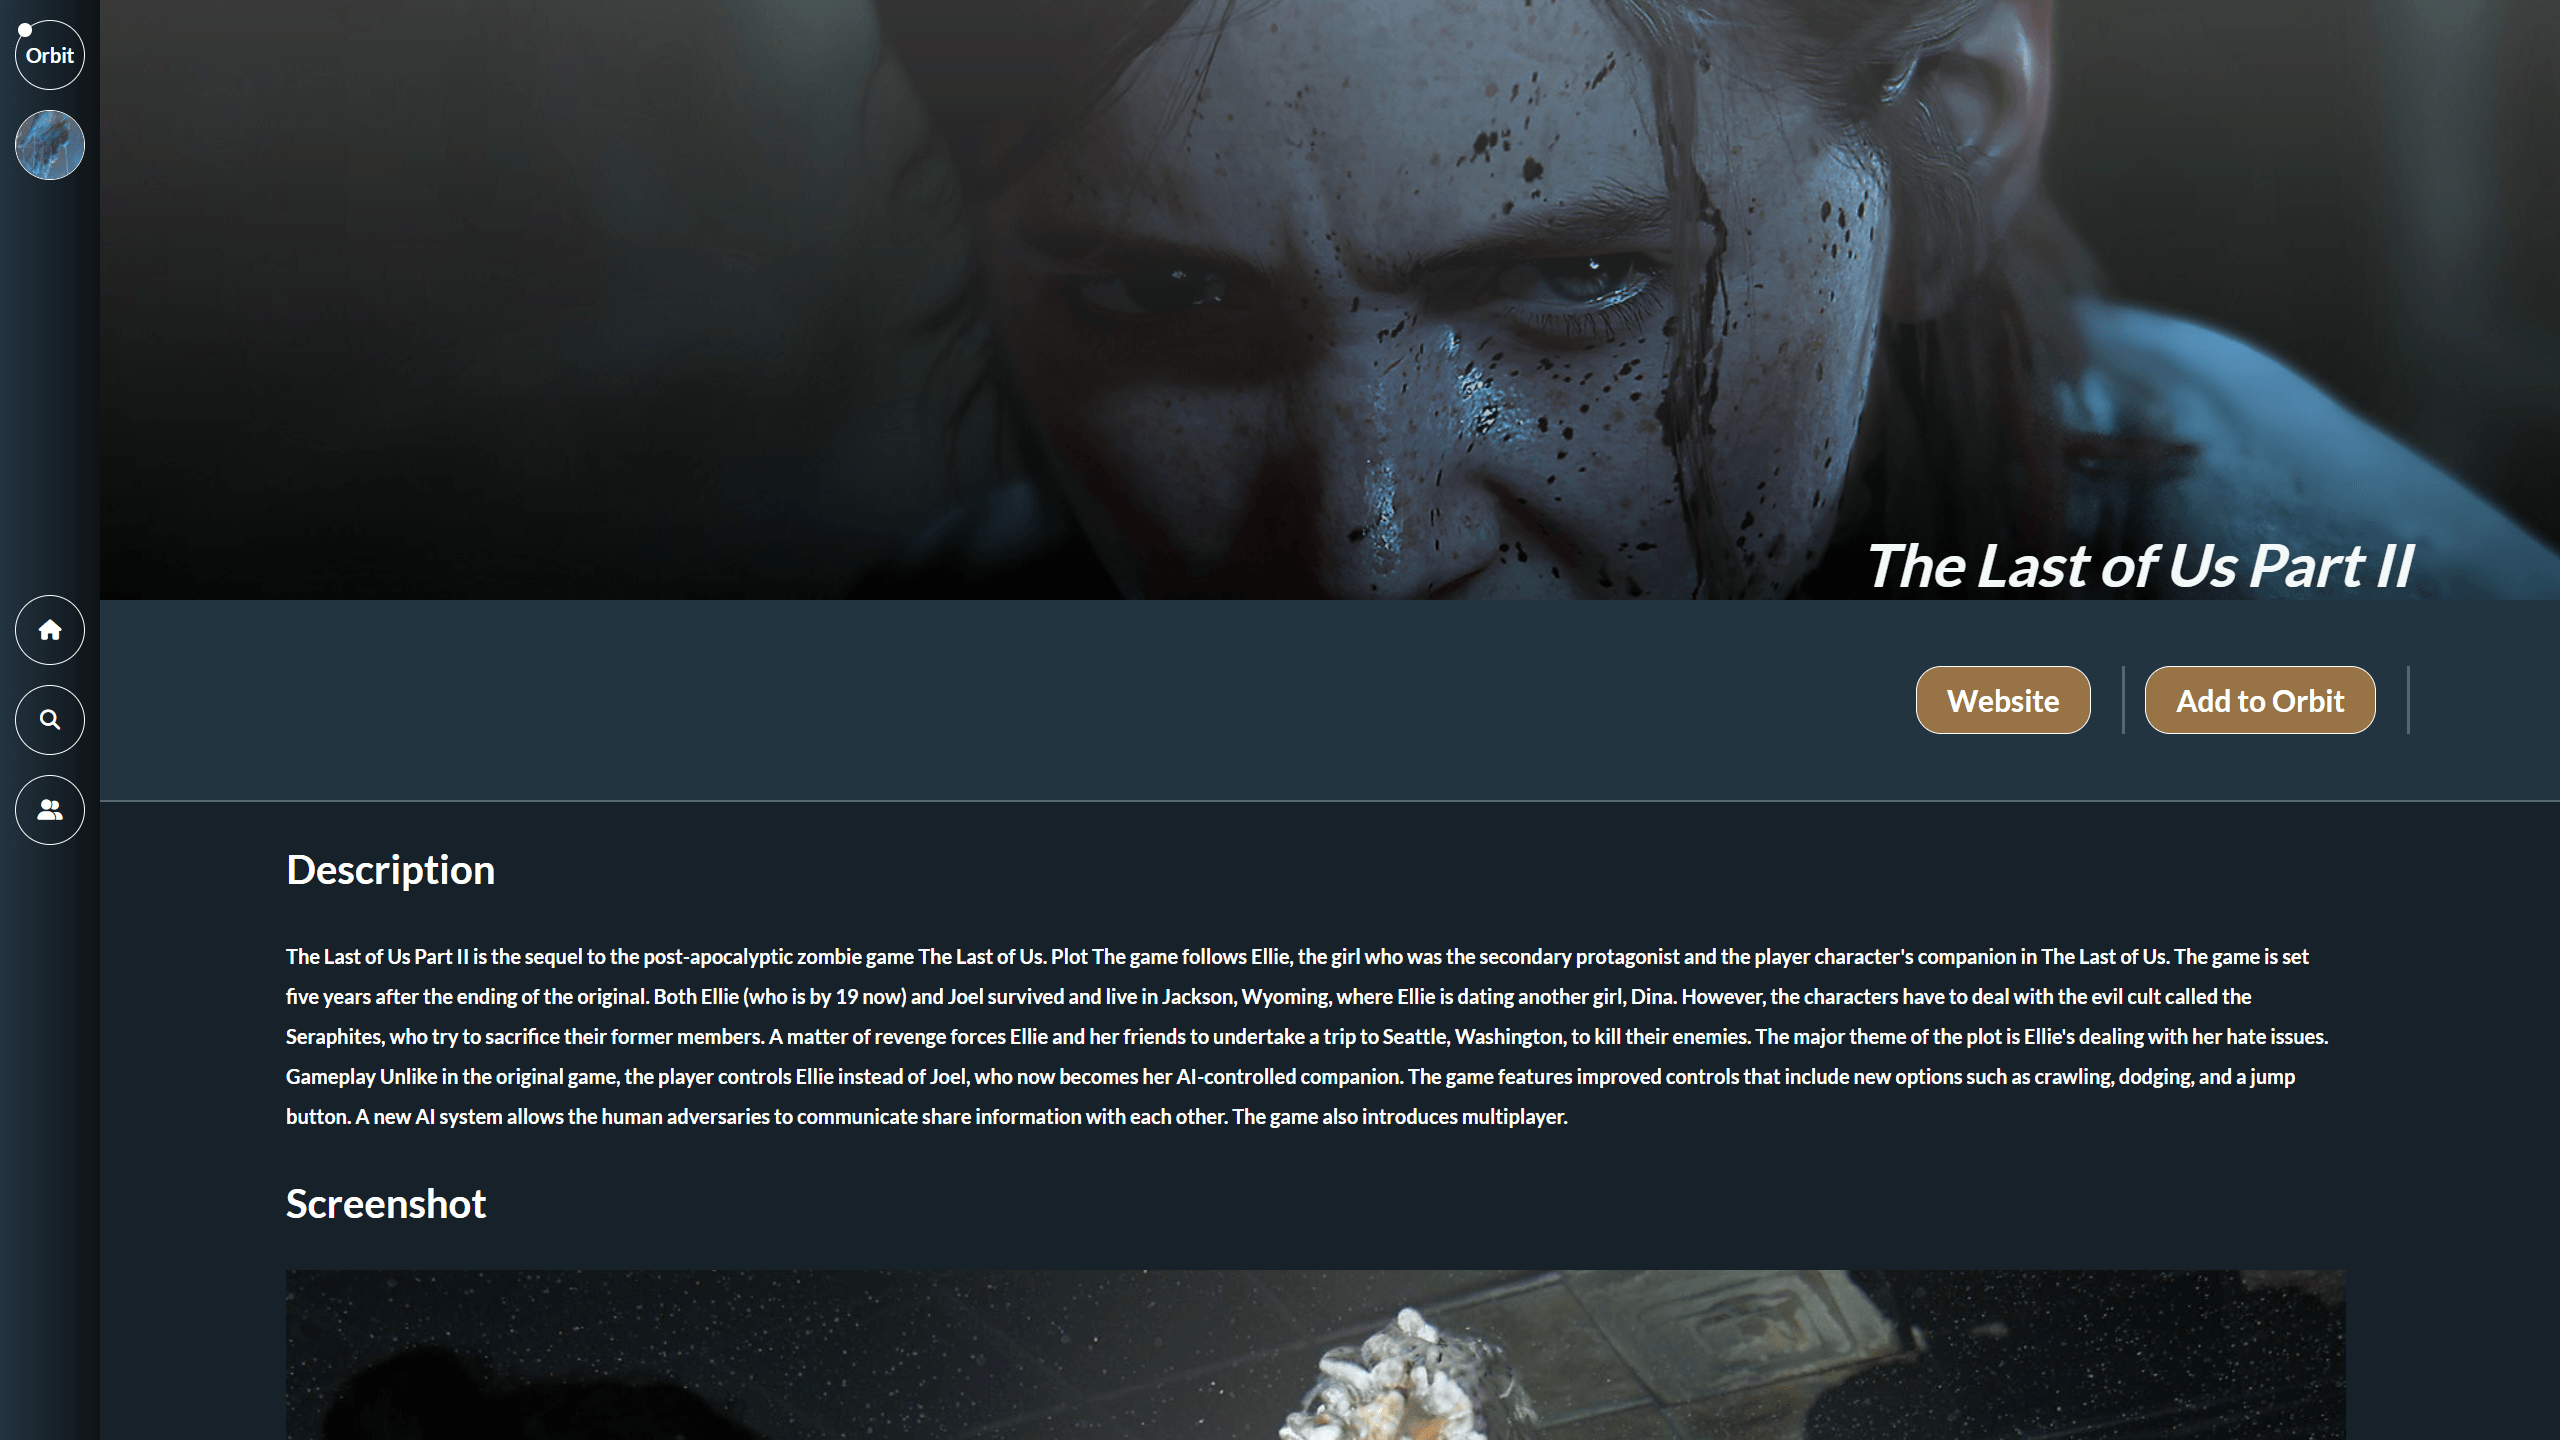 Orbit
The Last of Us Part II
Website
Add to Orbit
Description
The Last of Us Part II is the sequel to the post-apocalyptic zombie game The Last of Us. Plot The game follows Ellie, the girl who was the secondary protagonist and the player character's companion in The Last of Us. The game is set
five years after the ending of the original. Both Ellie (who is by 19 now) and Joel survived and live in Jackson, Wyoming, where Ellie is dating another girl, Dina. However, the characters have to deal with the evil cult called the
Seraphites, who try to sacrifice their former members. A matter of revenge forces Ellie and her friends to undertake a trip to Seattle, Washington, to kill their enemies. The major theme of the plot is Ellie's dealing with her hate issues.
Gameplay Unlike in the original game, the player controls Ellie instead of Joel, who now becomes her AI-controlled companion. The game features improved controls that include new options such as crawling, dodging, and a jump
button. A new AI system allows the human adversaries to communicate share information with each other. The game also introduces multiplayer.
Screenshot